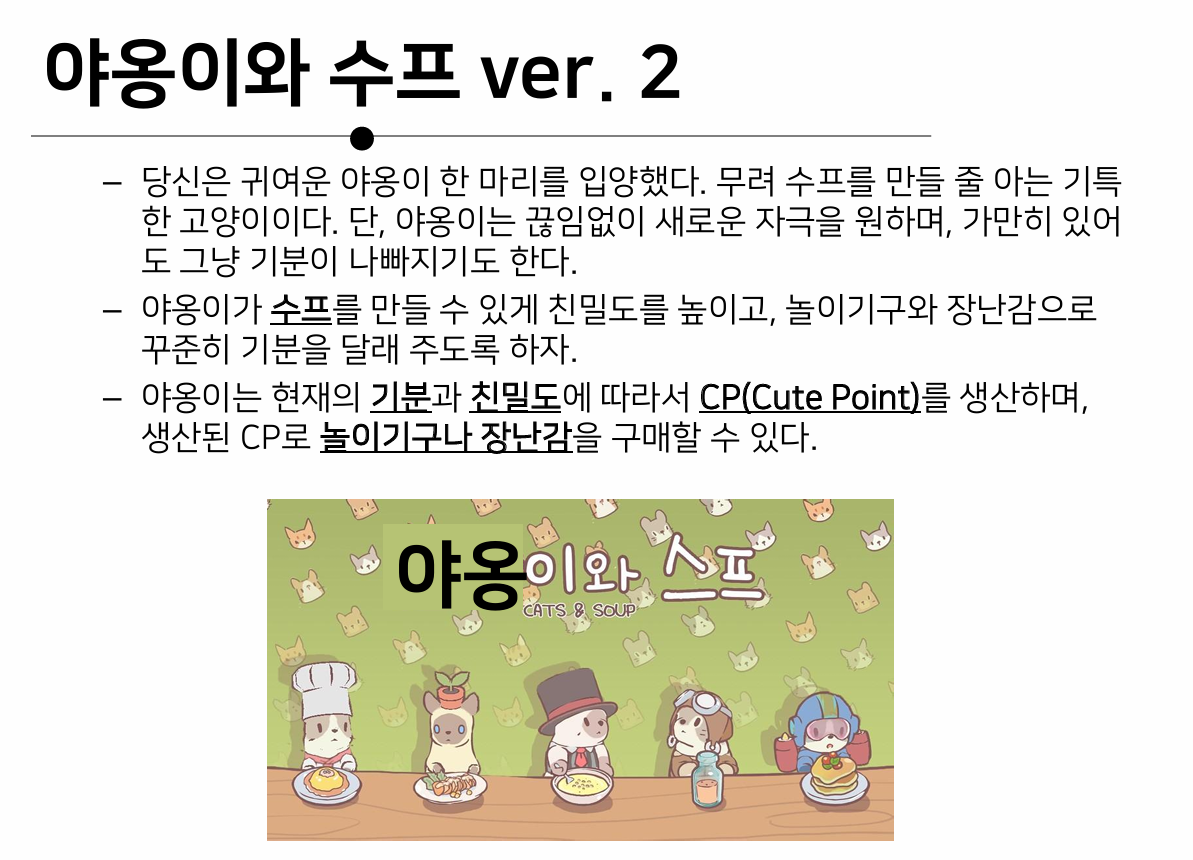 야옹이와 수프 ver. 2
– 당신은 귀여운 야옹이 한 마리를 입양했다. 무려 수프를 만들 줄 아는 기특
한 고양이이다. 단, 야옹이는 끊임없이 새로운 자극을 원하며, 가만히 있어
도 그냥 기분이 나빠지기도 한다.
– 야옹이가 수프를 만들 수 있게 친밀도를 높이고, 놀이기구와 장난감으로
꾸준히 기분을 달래 주도록 하자.
– 야옹이는 현재의 기분과 친밀도에 따라서 CP(Cute Point)를 생산하며,
생산된 CP로 놀이기구나 장난감을 구매할 수 있다.
야옹이와 스프
CATS & SOUP